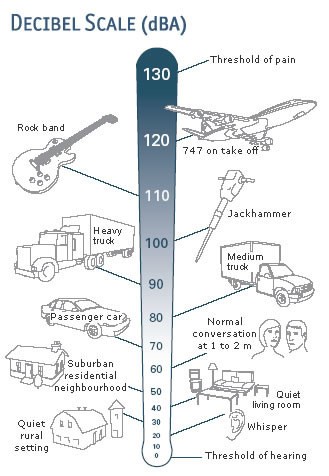 DECIBEL SCALE (dBA)
130
Threshold of pain
Rock band
120
747 on take off
110
Jackhammer
Heavy
truck
100
Medium
truck
90
Passenger car
80
Normal
conversation
at 1 to 2 m
70
Suburban
residential
neighbourhood
60
50
Quiet
living room
40
Quiet
rural
setting
30
Whisper
20
10
0
Threshold of hearing